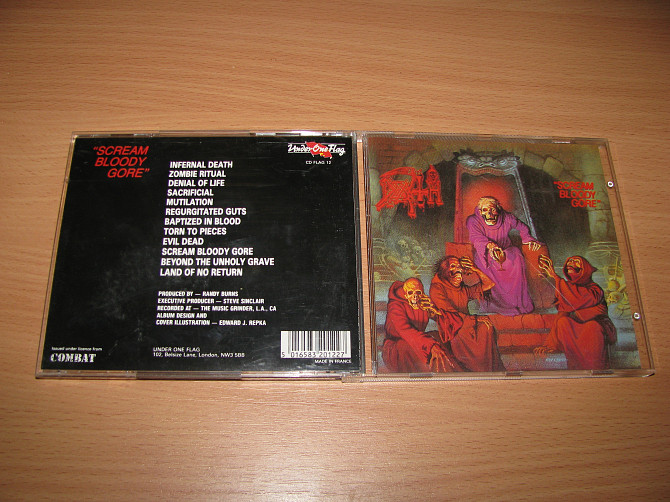 "SCREAM
BLOODY
GORE"
Under One Flag
CD FLAG 12
INFERNAL DEATH
ZOMBIE RITUAL
DENIAL OF LIFE
SACRIFICIAL
MUTILATION
REGURGITATED GUTS
BAPTIZED IN BLOOD
TORN TO PIECES
EVIL DEAD
SCREAM BLOODY GORE
BEYOND THE UNHOLY GRAVE
LAND OF NO RETURN
PRODUCED BY — RANDY BURNS
EXECUTIVE PRODUCER — STEVE SINCLAIR
RECORDED AT — THE MUSIC GRINDER, L.A., CA
ALBUM DESIGN AND
COVER ILLUSTRATION — EDWARD J. REPKA
Issued under licence from
COMBAT
UNDER ONE FLAG
102, Belsize Lane, London, NW3 5BB
5 016583 201227
MADE IN FRANCE
DEATH
"SCREAM
BLOODY
GORE"